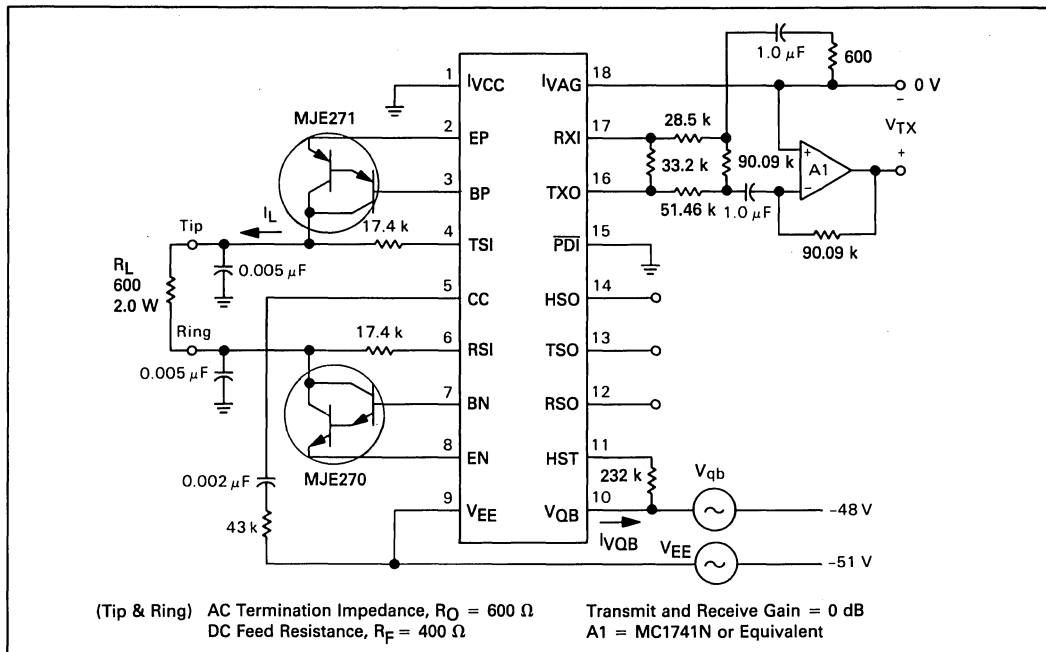 1.0 μF
600
1
IVCC
IVAG
18
0 V
−
MJE271
2
EP
RXI
17
28.5 k
VTX
+
33.2 k
90.09 k
A1
+
−
3
BP
TXO
16
51.46 k
1.0 μF
IL
17.4 k
Tip
4
TSI
PDI
15
90.09 k
0.005 μF
RL
600
2.0 W
5
CC
HSO
14
Ring
17.4 k
6
RSI
TSO
13
0.005 μF
7
BN
RSO
12
8
EN
HST
11
MJE270
232 k
Vqb
0.002 μF
9
VEE
VQB
10
−48 V
43 k
IVQB
VEE
−51 V
(Tip & Ring) AC Termination Impedance, RO = 600 Ω
DC Feed Resistance, RF = 400 Ω
Transmit and Receive Gain = 0 dB
A1 = MC1741N or Equivalent